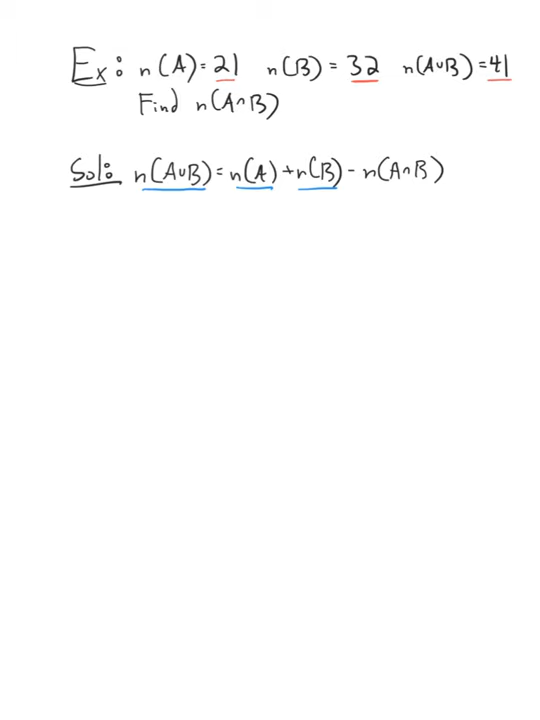 Ex: n(A)=21 n(B)=32 n(A∪B)=41
Find n(A∩B)
Sol: n(A∪B)=n(A)+n(B)-n(A∩B)